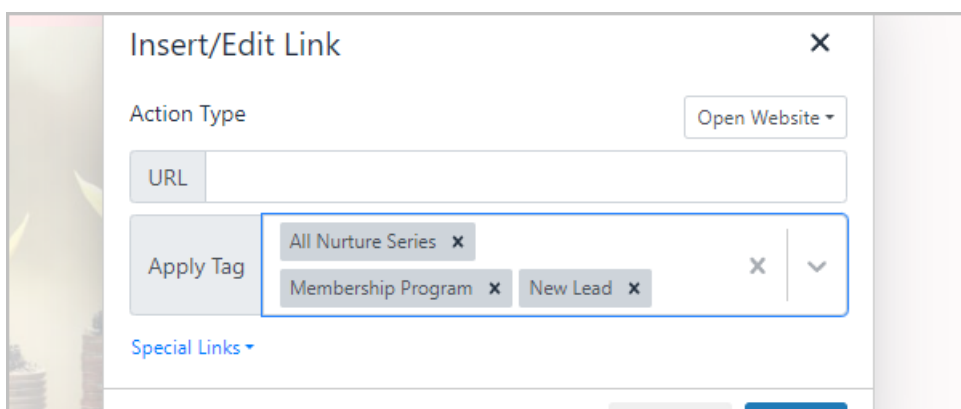 Insert/Edit Link
Action Type
Open Website
URL
Apply Tag
All Nurture Series
Membership Program
New Lead
Special Links